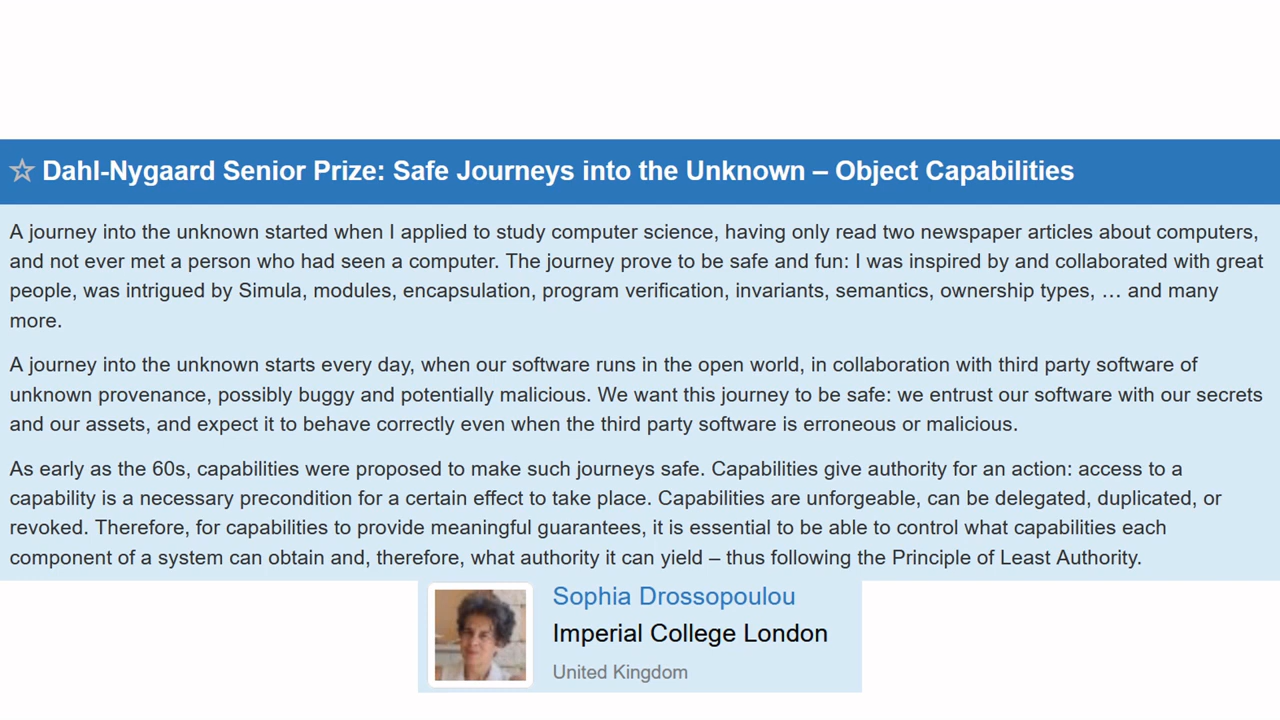 ☆ Dahl-Nygaard Senior Prize: Safe Journeys into the Unknown – Object Capabilities
A journey into the unknown started when I applied to study computer science, having only read two newspaper articles about computers,
and not ever met a person who had seen a computer. The journey prove to be safe and fun: I was inspired by and collaborated with great
people, was intrigued by Simula, modules, encapsulation, program verification, invariants, semantics, ownership types, … and many
more.
A journey into the unknown starts every day, when our software runs in the open world, in collaboration with third party software of
unknown provenance, possibly buggy and potentially malicious. We want this journey to be safe: we entrust our software with our secrets
and our assets, and expect it to behave correctly even when the third party software is erroneous or malicious.
As early as the 60s, capabilities were proposed to make such journeys safe. Capabilities give authority for an action: access to a
capability is a necessary precondition for a certain effect to take place. Capabilities are unforgeable, can be delegated, duplicated, or
revoked. Therefore, for capabilities to provide meaningful guarantees, it is essential to be able to control what capabilities each
component of a system can obtain and, therefore, what authority it can yield – thus following the Principle of Least Authority.
Sophia Drossopoulou
Imperial College London
United Kingdom